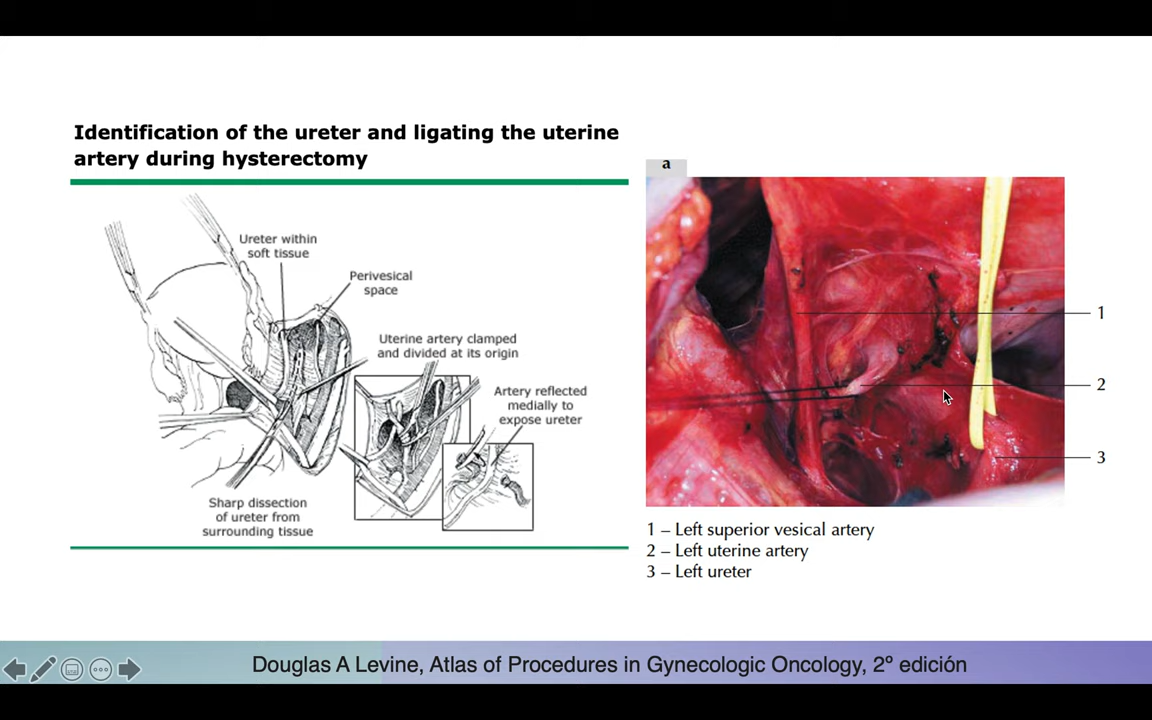 Identification of the ureter and ligating the uterine
artery during hysterectomy
Ureter within
soft tissue
Perivesical
space
Uterine artery clamped
and divided at its origin
Artery reflected
medially to
expose ureter
Sharp dissection
of ureter from
surrounding tissue
a
1
2
3
1 – Left superior vesical artery
2 – Left uterine artery
3 – Left ureter
Douglas A Levine, Atlas of Procedures in Gynecologic Oncology, 2º edición